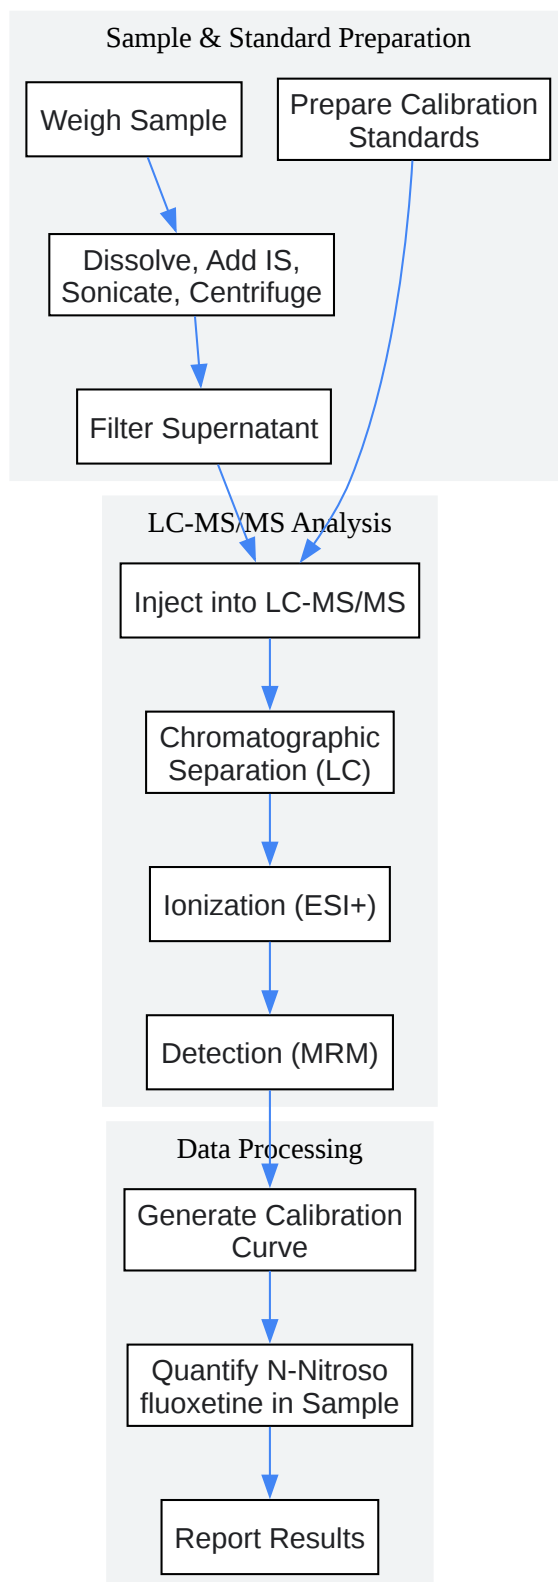 Sample & Standard Preparation
Weigh Sample
Prepare Calibration
Standards
Dissolve, Add IS,
Sonicate, Centrifuge
Filter Supernatant
LC-MS/MS Analysis
Inject into LC-MS/MS
Chromatographic
Separation (LC)
Ionization (ESI+)
Detection (MRM)
Data Processing
Generate Calibration
Curve
Quantify N-Nitroso
fluoxetine in Sample
Report Results